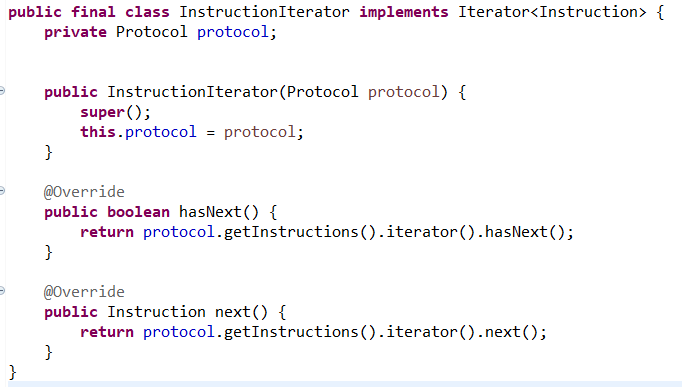 public final class InstructionIterator implements Iterator<Instruction> {
    private Protocol protocol;
    public InstructionIterator(Protocol protocol) {
        super();
        this.protocol = protocol;
    }
    @Override
    public boolean hasNext() {
        return protocol.getInstructions().iterator().hasNext();
    }
    @Override
    public Instruction next() {
        return protocol.getInstructions().iterator().next();
    }
}